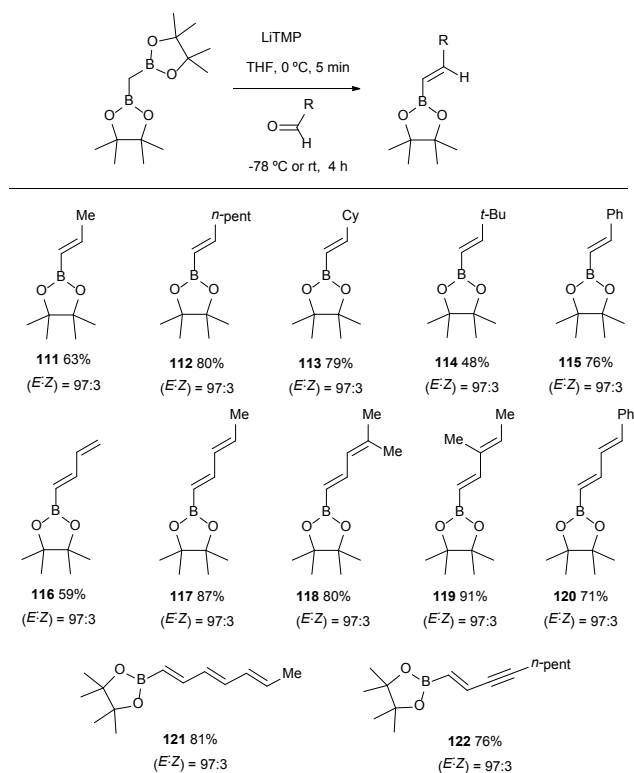 O
B
O
B
O O
LiTMP
THF, 0 ºC, 5 min
R
O
H
-78 ºC or rt, 4 h
R
H
B
O O
Me
B
O O
111 63%
(E:Z) = 97:3
n-pent
B
O O
112 80%
(E:Z) = 97:3
Cy
B
O O
113 79%
(E:Z) = 97:3
t-Bu
B
O O
114 48%
(E:Z) = 97:3
Ph
B
O O
115 76%
(E:Z) = 97:3
B
O O
116 59%
(E:Z) = 97:3
Me
B
O O
117 87%
(E:Z) = 97:3
Me
Me
B
O O
118 80%
(E:Z) = 97:3
Me
Me
B
O O
119 91%
(E:Z) = 97:3
Ph
B
O O
120 71%
(E:Z) = 97:3
O
B
O
Me
121 81%
(E:Z) = 97:3
O
B
O
n-pent
122 76%
(E:Z) = 97:3